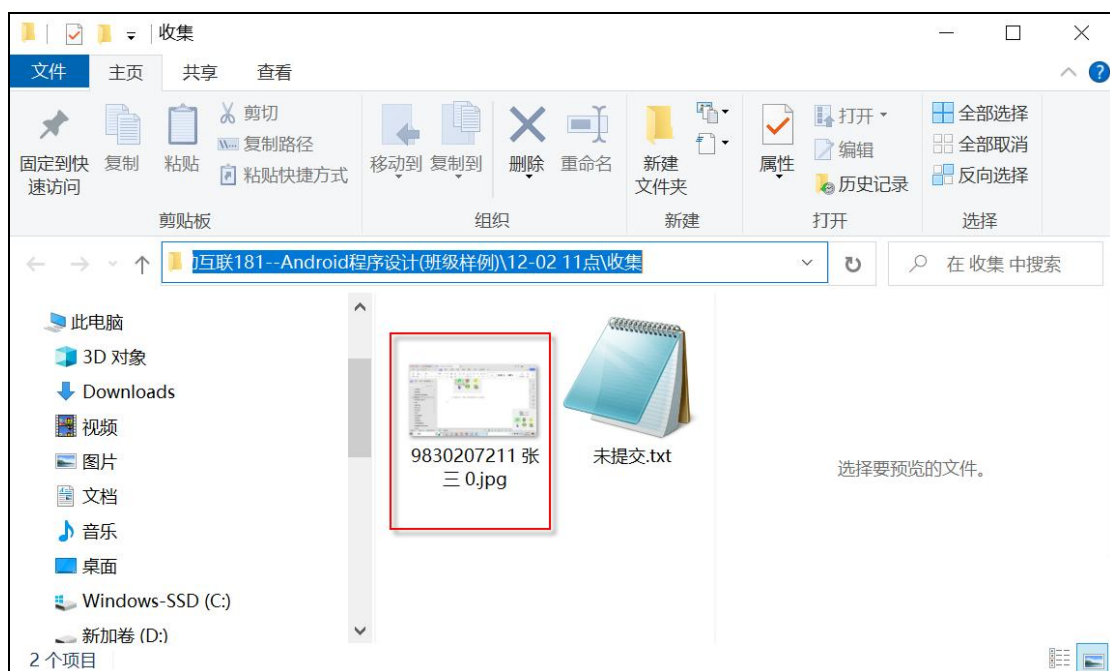 收集
文件 主页 共享 查看
固定到快速访问
复制
粘贴
剪切
复制路径
粘贴快捷方式
移动到 复制到
删除 重命名
新建
文件夹
属性
打开
编辑
历史记录
全部选择
全部取消
反向选择
剪贴板 组织 新建 打开 选择
互联181--Android程序设计(班级样例)\12-02 11点\收集
在 收集 中搜索
此电脑
3D 对象
Downloads
视频
图片
文档
音乐
桌面
Windows-SSD (C:)
新加卷 (D:)
9830207211 张
三 0.jpg
未提交.txt
选择要预览的文件。
2 个项目